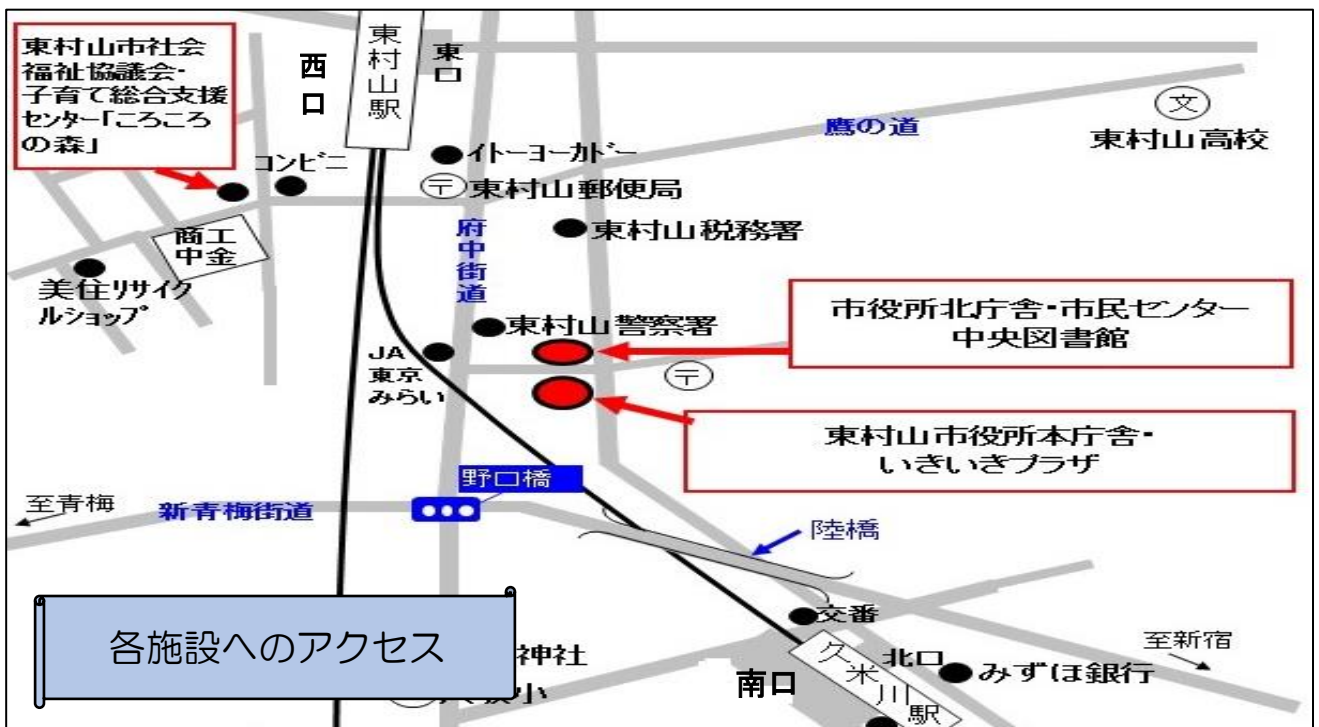 東村山市社会
福祉協議会・
子育て総合支援
センター「ころころ
の森」
西
口
東村山駅
東
口
文
東村山高校
鷹の道
コンビニ
イトーヨーカドー
〒東村山郵便局
府中街道
東村山税務署
商工
中金
美住リサイク
ルショップ
東村山警察署
市役所北庁舎・市民センター
中央図書館
JA
東京
みらい
〒
東村山市役所本庁舎・
いきいきプラザ
野口橋
至青梅
新青梅街道
陸橋
各施設へのアクセス
神社
小
交番
至新宿
久米川駅
北口
みずほ銀行
南口